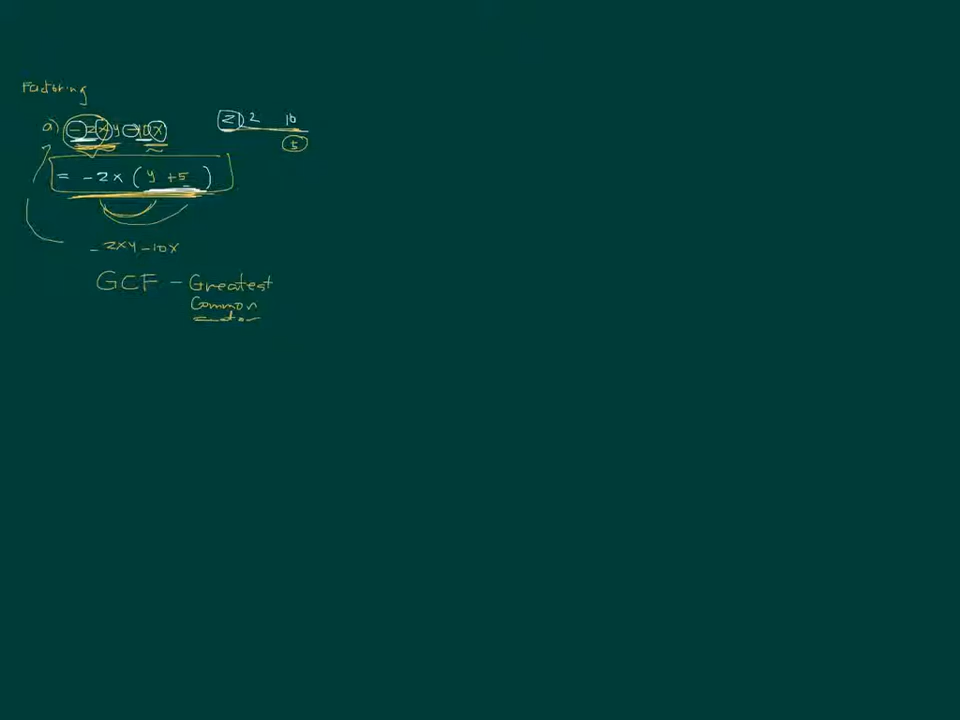 Factoring
a) -2xy -10x
2 2 10
5
= -2x ( y +5 )
-2xy -10x
GCF - Greatest
Common